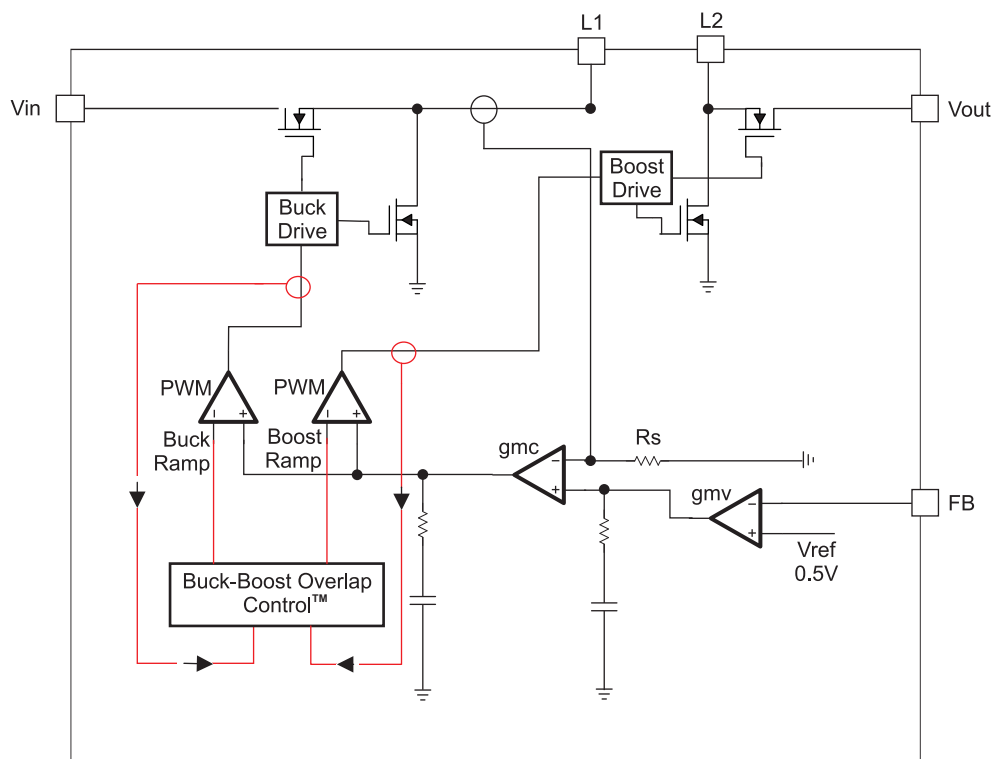 L1
L2
Vin
Vout
Boost
Drive
Buck
Drive
PWM
PWM
Buck
Ramp
Boost
Ramp
gmc
Rs
gmv
FB
Vref
0.5V
Buck-Boost Overlap
Control™